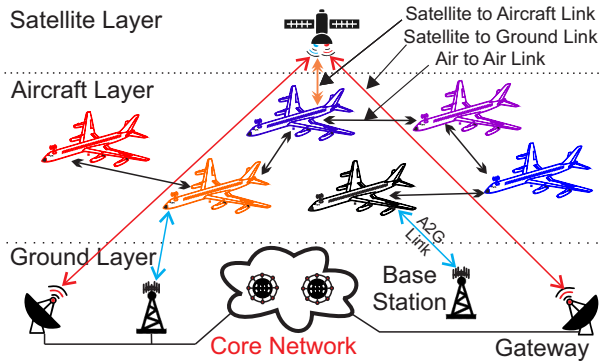 Satellite Layer
Satellite to Aircraft Link
Satellite to Ground Link
Air to Air Link
Aircraft Layer
A2G
Link
Ground Layer
Base
Station
Core Network
Gateway